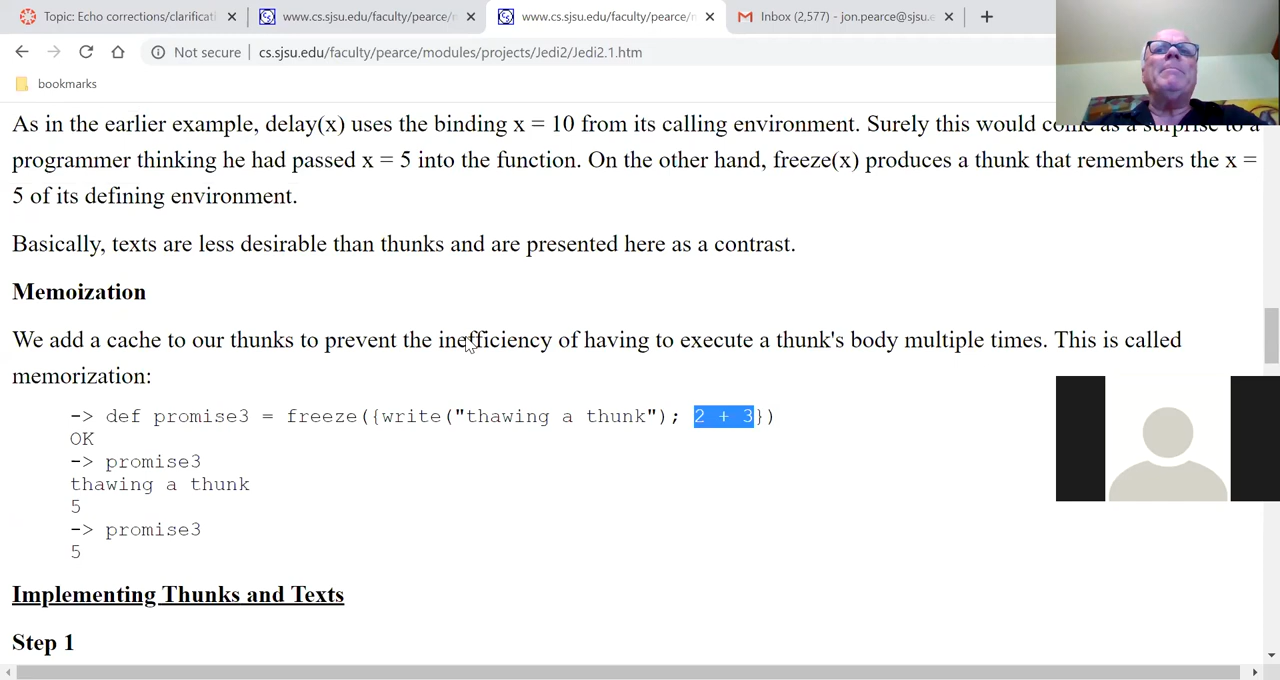 Topic: Echo corrections/clarificati
www.cs.sjsu.edu/faculty/pearce/n
www.cs.sjsu.edu/faculty/pearce/n
Inbox (2,577) - jon.pearce@sjsu.e
Not secure
cs.sjsu.edu/faculty/pearce/modules/projects/Jedi2/Jedi2.1.htm
bookmarks
As in the earlier example, delay(x) uses the binding x = 10 from its calling environment. Surely this would come as a surprise to a
programmer thinking he had passed x = 5 into the function. On the other hand, freeze(x) produces a thunk that remembers the x =
5 of its defining environment.
Basically, texts are less desirable than thunks and are presented here as a contrast.
Memoization
We add a cache to our thunks to prevent the inefficiency of having to execute a thunk's body multiple times. This is called
memorization:
-> def promise3 = freeze({write("thawing a thunk"); 2 + 3})
OK
-> promise3
thawing a thunk
5
-> promise3
5
Implementing Thunks and Texts
Step 1